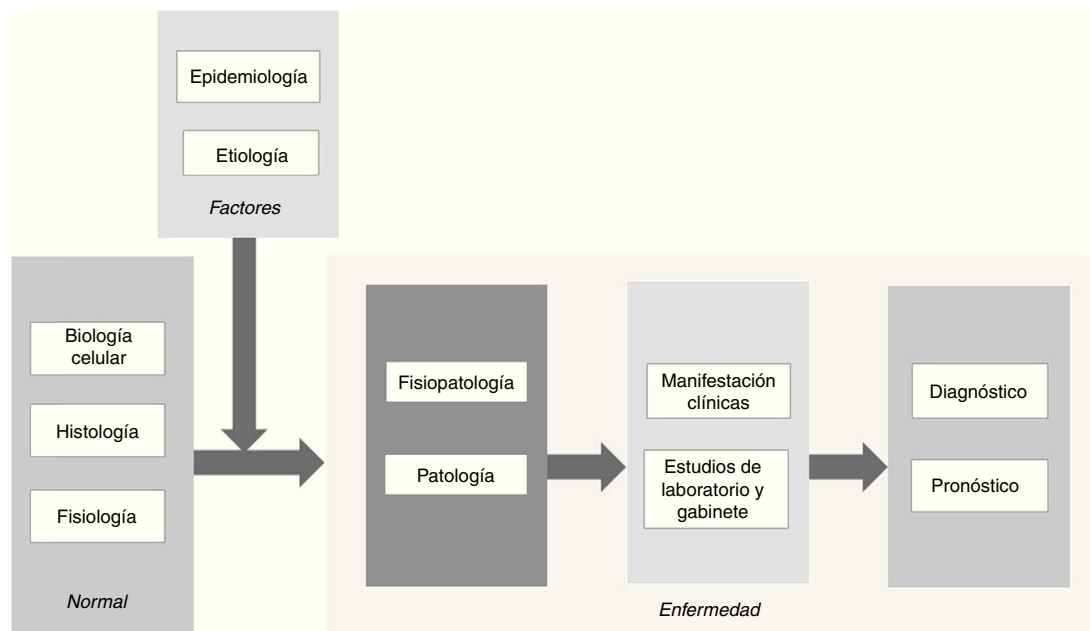 Epidemiología
Etiología
Factores
Biología
celular
Histología
Fisiología
Normal
Fisiopatología
Patología
Manifestación
clínicas
Estudios de
laboratorio y
gabinete
Diagnóstico
Pronóstico
Enfermedad